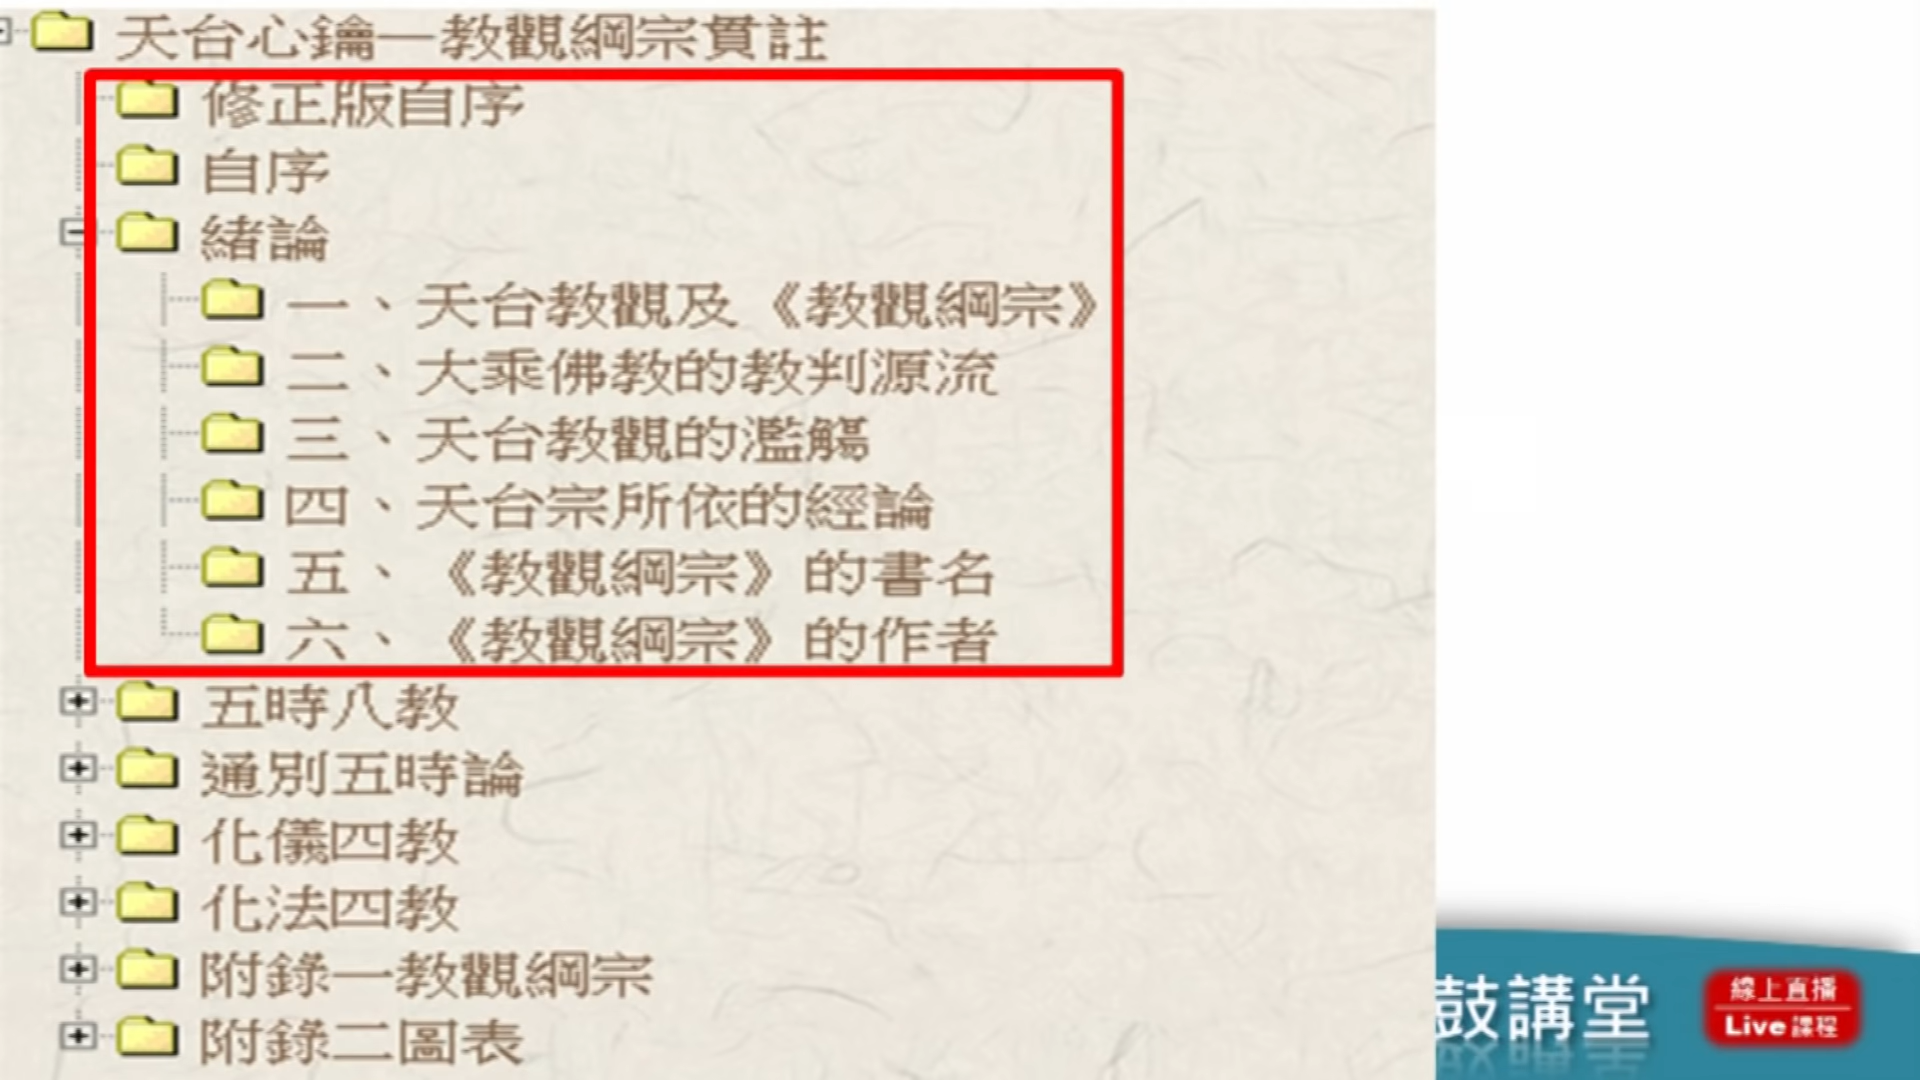 天台心鑰—教觀綱宗貫註
修正版自序
自序
緒論
一、天台教觀及《教觀綱宗》
二、大乘佛教的教判源流
三、天台教觀的濫觴
四、天台宗所依的經論
五、《教觀綱宗》的書名
六、《教觀綱宗》的作者
五時八教
通別五時論
化儀四教
化法四教
附錄一教觀綱宗
附錄二圖表
鼓講堂
線上直播
Live 課程